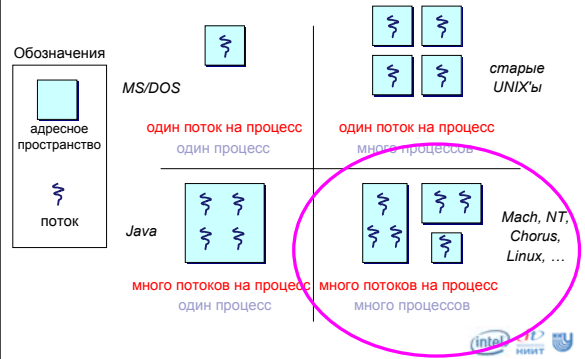 Обозначения
адресное
пространство
поток
MS/DOS
один поток на процесс
один процесс
старые
UNIX'ы
один поток на процесс
много процессов
Java
много потоков на процесс
один процесс
Mach, NT,
Chorus,
Linux, …
много потоков на процесс
много процессов
intel
НИИТ